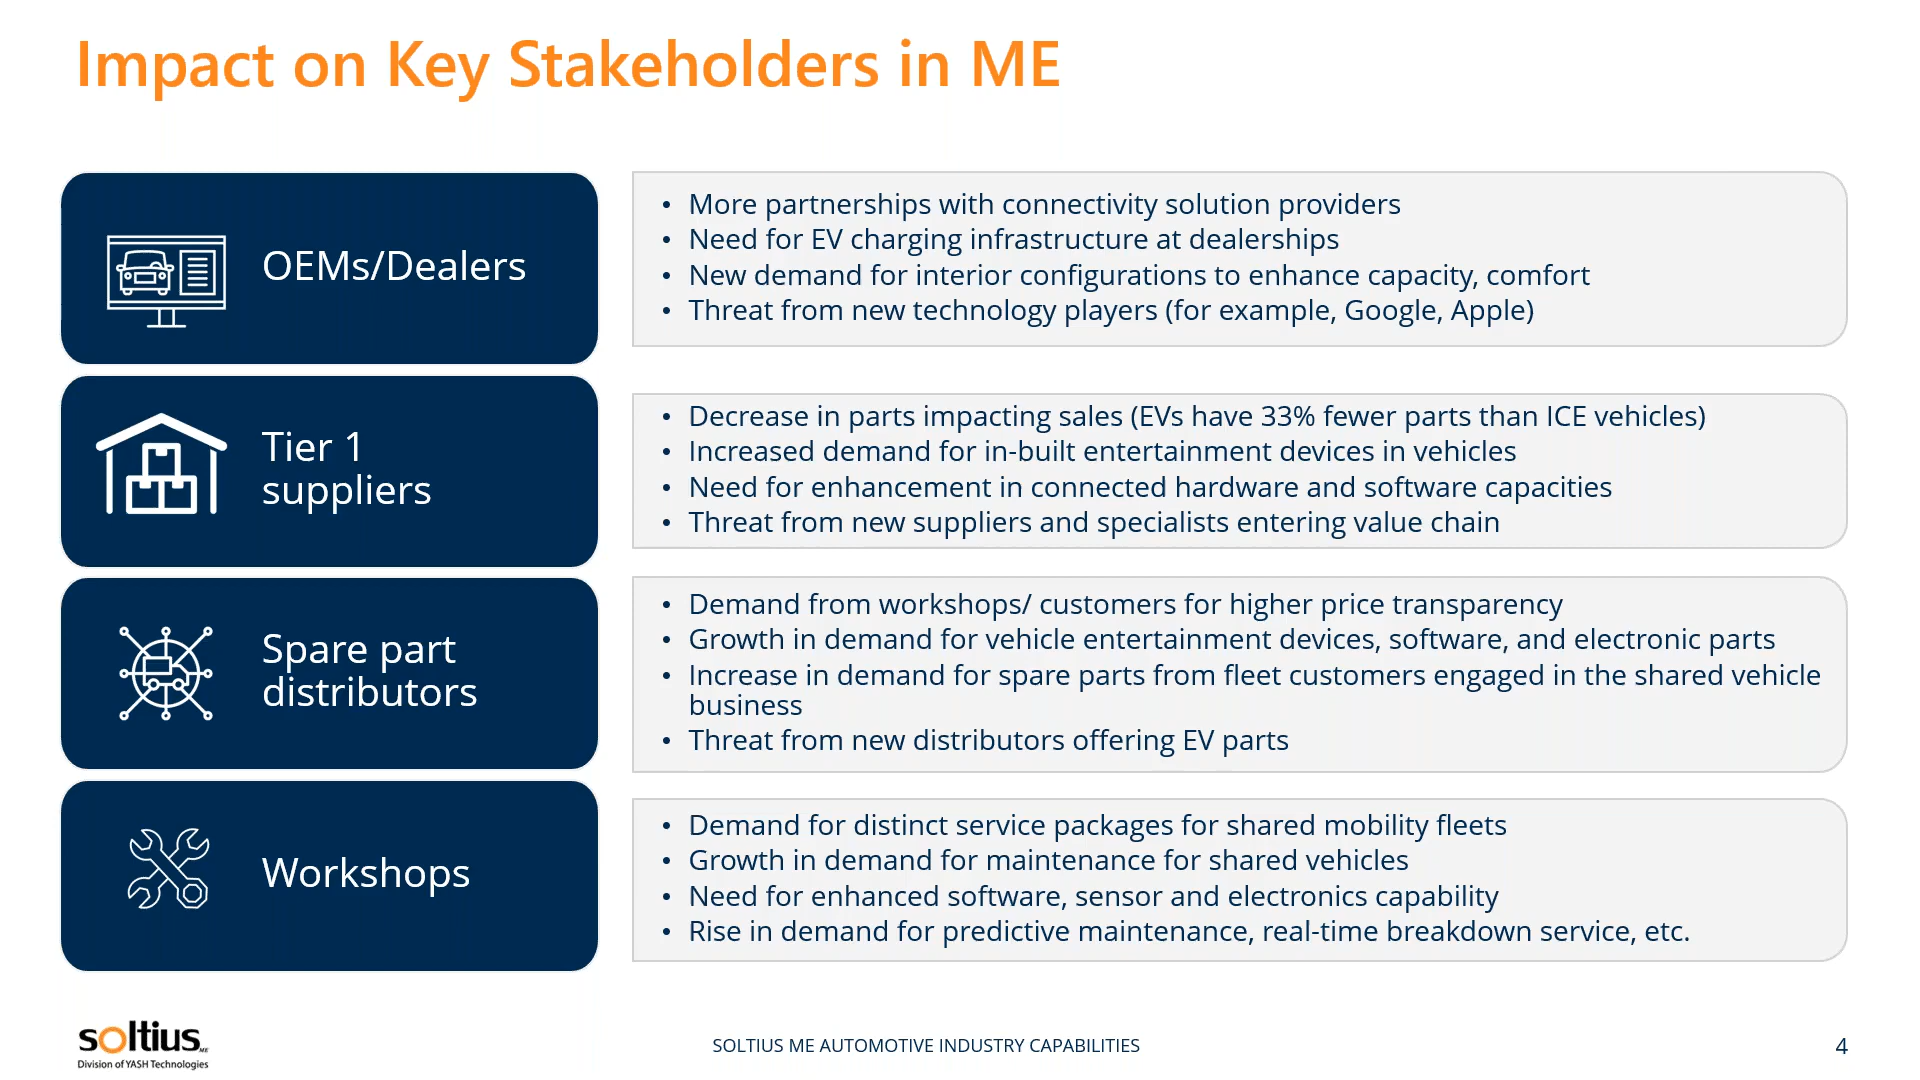 Impact on Key Stakeholders in ME
OEMs/Dealers
• More partnerships with connectivity solution providers
• Need for EV charging infrastructure at dealerships
• New demand for interior configurations to enhance capacity, comfort
• Threat from new technology players (for example, Google, Apple)
Tier 1
suppliers
• Decrease in parts impacting sales (EVs have 33% fewer parts than ICE vehicles)
• Increased demand for in-built entertainment devices in vehicles
• Need for enhancement in connected hardware and software capacities
• Threat from new suppliers and specialists entering value chain
Spare part
distributors
• Demand from workshops/ customers for higher price transparency
• Growth in demand for vehicle entertainment devices, software, and electronic parts
• Increase in demand for spare parts from fleet customers engaged in the shared vehicle
business
• Threat from new distributors offering EV parts
Workshops
• Demand for distinct service packages for shared mobility fleets
• Growth in demand for maintenance for shared vehicles
• Need for enhanced software, sensor and electronics capability
• Rise in demand for predictive maintenance, real-time breakdown service, etc.
soltius ME
Division of YASH Technologies
SOLTIUS ME AUTOMOTIVE INDUSTRY CAPABILITIES
4